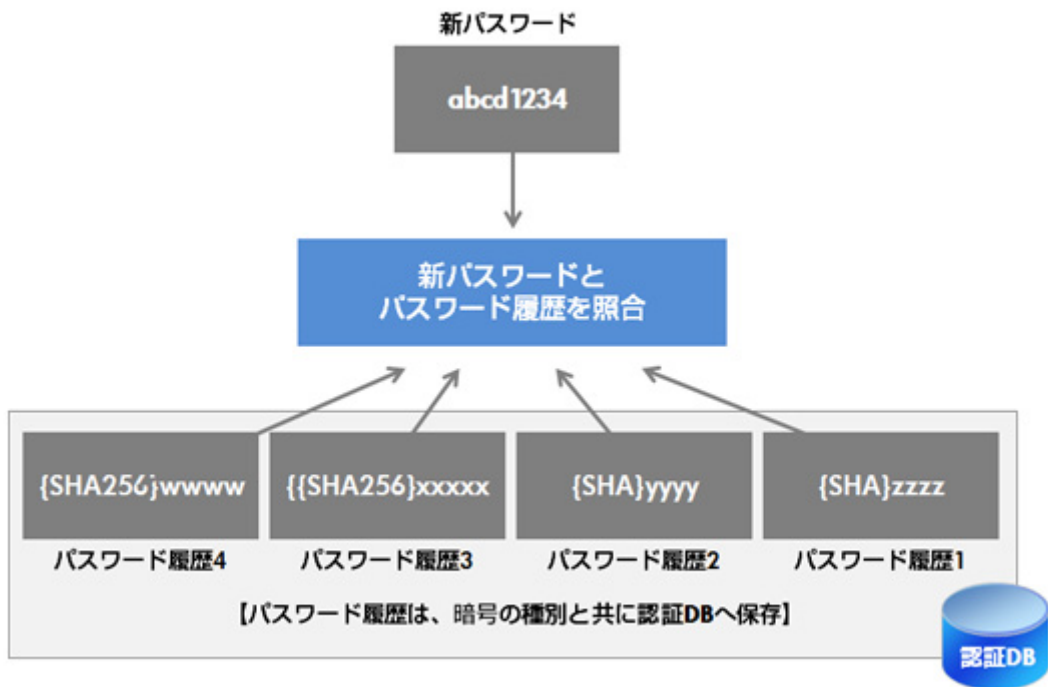 新パスワード
abcd1234
新パスワードと
パスワード履歴を照合
{SHA256}wwww
{{SHA256}xxxxx
{SHA}yyyy
{SHA}zzzz
パスワード履歴4
パスワード履歴3
パスワード履歴2
パスワード履歴1
【パスワード履歴は、暗号の種別と共に認証DBへ保存】
認証DB